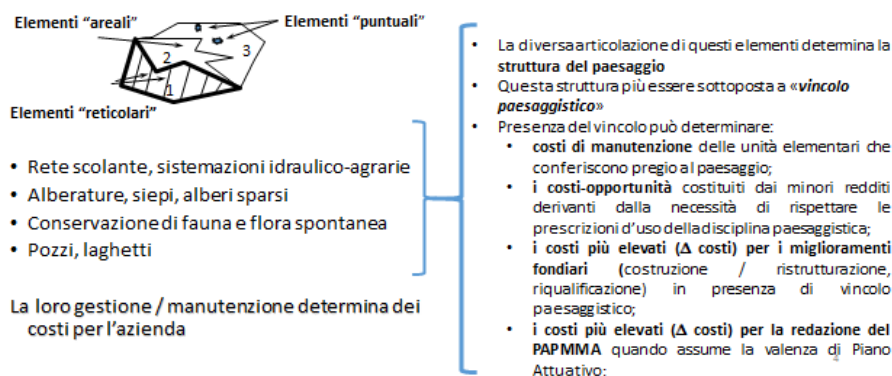 Elementi “areali”
Elementi “puntuali”
2
3
1
Elementi “reticolari”
• Rete scolante, sistemazioni idraulico-agrarie
• Alberature, siepi, alberi sparsi
• Conservazione di fauna e flora spontanea
• Pozzi, laghetti
La loro gestione / manutenzione determina dei
costi per l’azienda
• La diversa articolazione di questi elementi determina la
struttura del paesaggio
• Questa struttura più essere sottoposta a «vincolo
paesaggistico»
• Presenza del vincolo può determinare:
• costi di manutenzione delle unità elementari che
conferiscono pregio al paesaggio;
• i costi-opportunità costituiti dai minori redditi
derivanti dalla necessità di rispettare le
prescrizioni d’uso della disciplina paesaggistica;
• i costi più elevati (Δ costi) per i miglioramenti
fondiari (costruzione / ristrutturazione,
riqualificazione) in presenza di vincolo
paesaggistico;
• i costi più elevati (Δ costi) per la redazione del
PAPMMA quando assume la valenza di Piano
Attuativo;